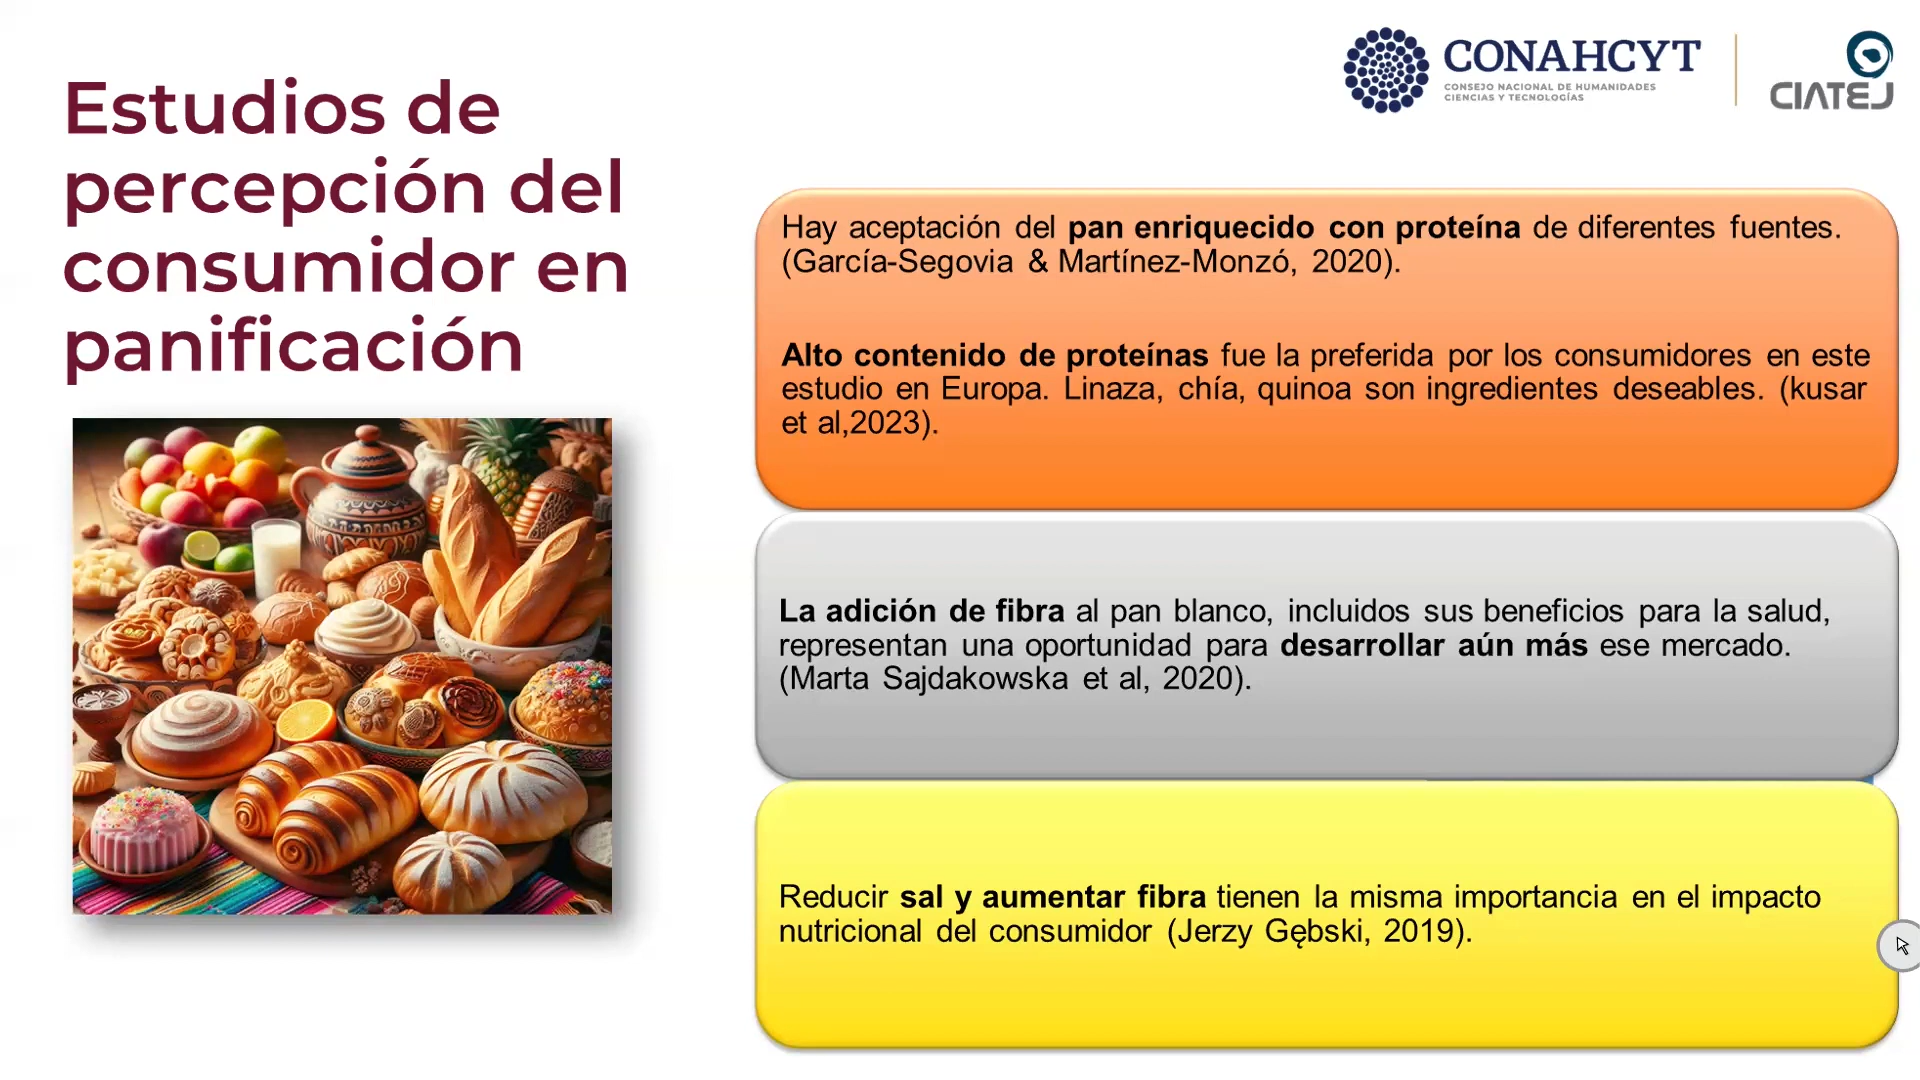 Estudios de
percepción del
consumidor en
panificación
CONAHCYT
CONSEJO NACIONAL DE HUMANIDADES
CIENCIAS Y TECNOLOGÍAS
CIATEJ
Hay aceptación del pan enriquecido con proteína de diferentes fuentes.
(García-Segovia & Martínez-Monzó, 2020).
Alto contenido de proteínas fue la preferida por los consumidores en este
estudio en Europa. Linaza, chía, quinoa son ingredientes deseables. (kusar
et al,2023).
La adición de fibra al pan blanco, incluidos sus beneficios para la salud,
representan una oportunidad para desarrollar aún más ese mercado.
(Marta Sajdakowska et al, 2020).
Reducir sal y aumentar fibra tienen la misma importancia en el impacto
nutricional del consumidor (Jerzy Gębski, 2019).